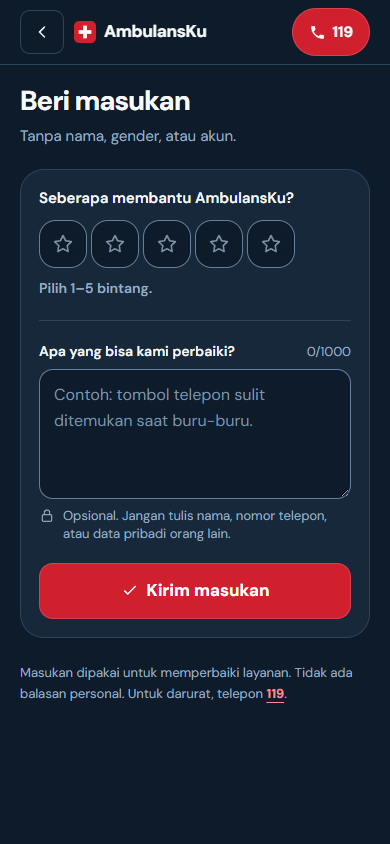 AmbulansKu
119
Beri masukan
Tanpa nama, gender, atau akun.
Seberapa membantu AmbulansKu?
Pilih 1–5 bintang.
Apa yang bisa kami perbaiki?
0/1000
Contoh: tombol telepon sulit
ditemukan saat buru-buru.
Opsional. Jangan tulis nama, nomor telepon,
atau data pribadi orang lain.
Kirim masukan
Masukan dipakai untuk memperbaiki layanan. Tidak ada
balasan personal. Untuk darurat, telepon 119.